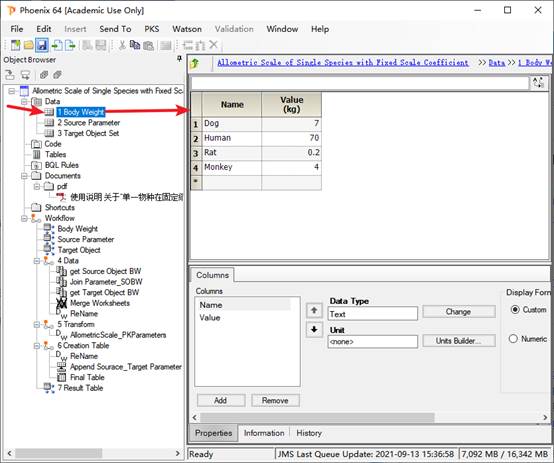 Phoenix 64 [Academic Use Only]
File Edit Insert Send To PKS Watson Validation Window Help
Object Browser
Allometric Scale of Single Species with Fixed Sca
Data
1 Body Weight
2 Source Parameter
3 Target Object Set
Code
Tables
BQL Rules
Documents
pdf
使用说明 关于"单一物种在固定缩
Shortcuts
Workflow
Body Weight
Source Parameter
Target Object
4 Data
get Source Object BW
Join Parameter_SOBW
get Target Object BW
Merge Worksheets
ReName
5 Transform
AllometricScale_PKParameters
6 Creation Table
ReName
Append Sourace_Target Parameter
Final Table
7 Result Table
Allometric Scale of Single Species with Fixed Scale Coefficient >> Data >> 1 Body W
Name Value (kg)
1 Dog 7
2 Human 70
3 Rat 0.2
4 Monkey 4
*
Columns
Columns
Name
Value
Add Remove
Data Type
Text Change
Unit
<none> Units Builder...
Display Form
Custom
Numeric
Properties Information History
Ready JMS Last Queue Update: 2021-09-13 15:36:58 7,092 MB / 16,342 MB